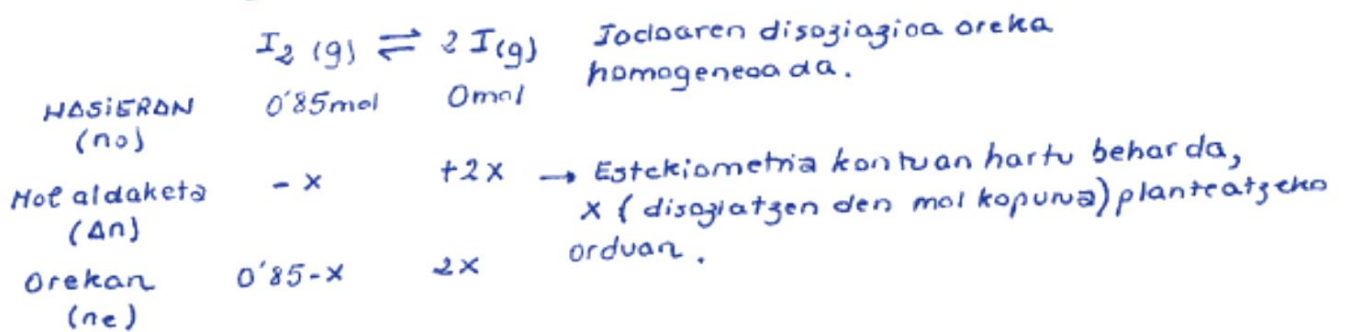 I₂ (g) ⇌ 2 I(g) Jodoaren disoziazioa oreka
homogeneoa da.
HASIERAN 0'85mol 0mol
(no)
Mol aldaketa - x +2x → Estekiometria kontuan hartu behar da,
(Δn) x (disoziatzen den mol kopurua) planteatzeko
orduan.
Orekan 0'85-x 2x
(ne)